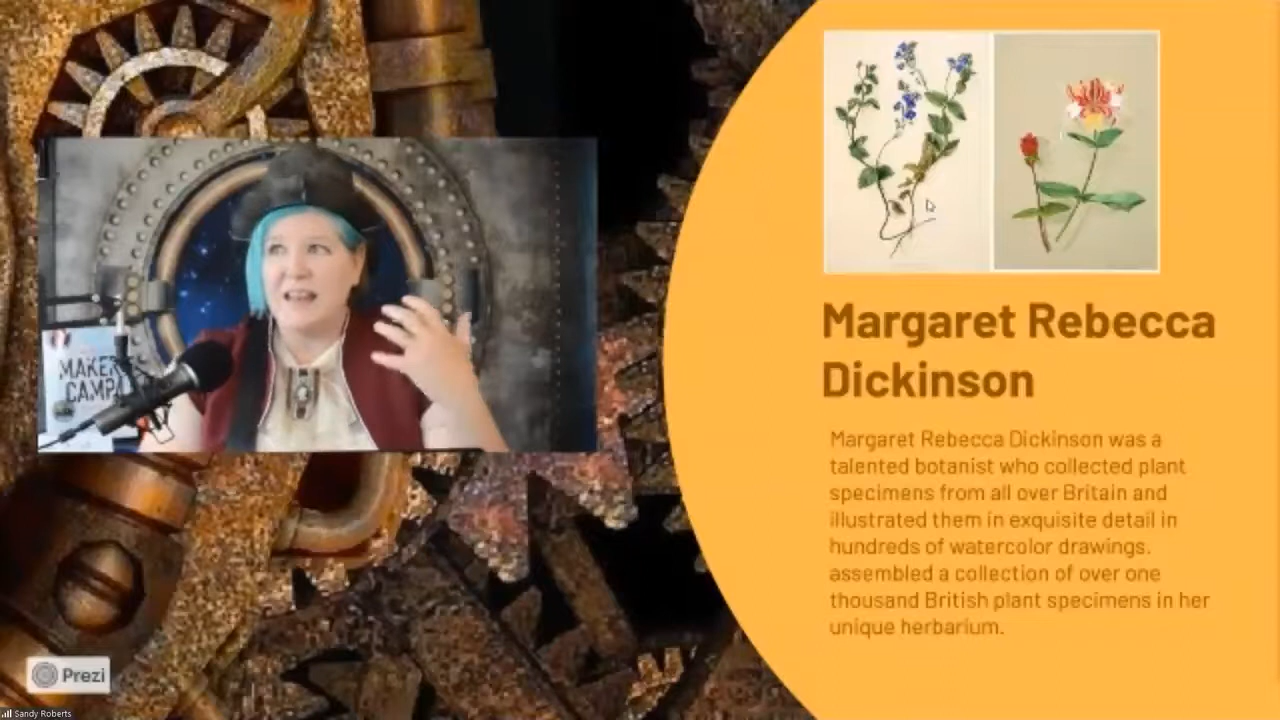 MAKER
CAMP
Margaret Rebecca
Dickinson
Margaret Rebecca Dickinson was a
talented botanist who collected plant
specimens from all over Britain and
illustrated them in exquisite detail in
hundreds of watercolor drawings.
assembled a collection of over one
thousand British plant specimens in her
unique herbarium.
Prezi
Sandy Roberts